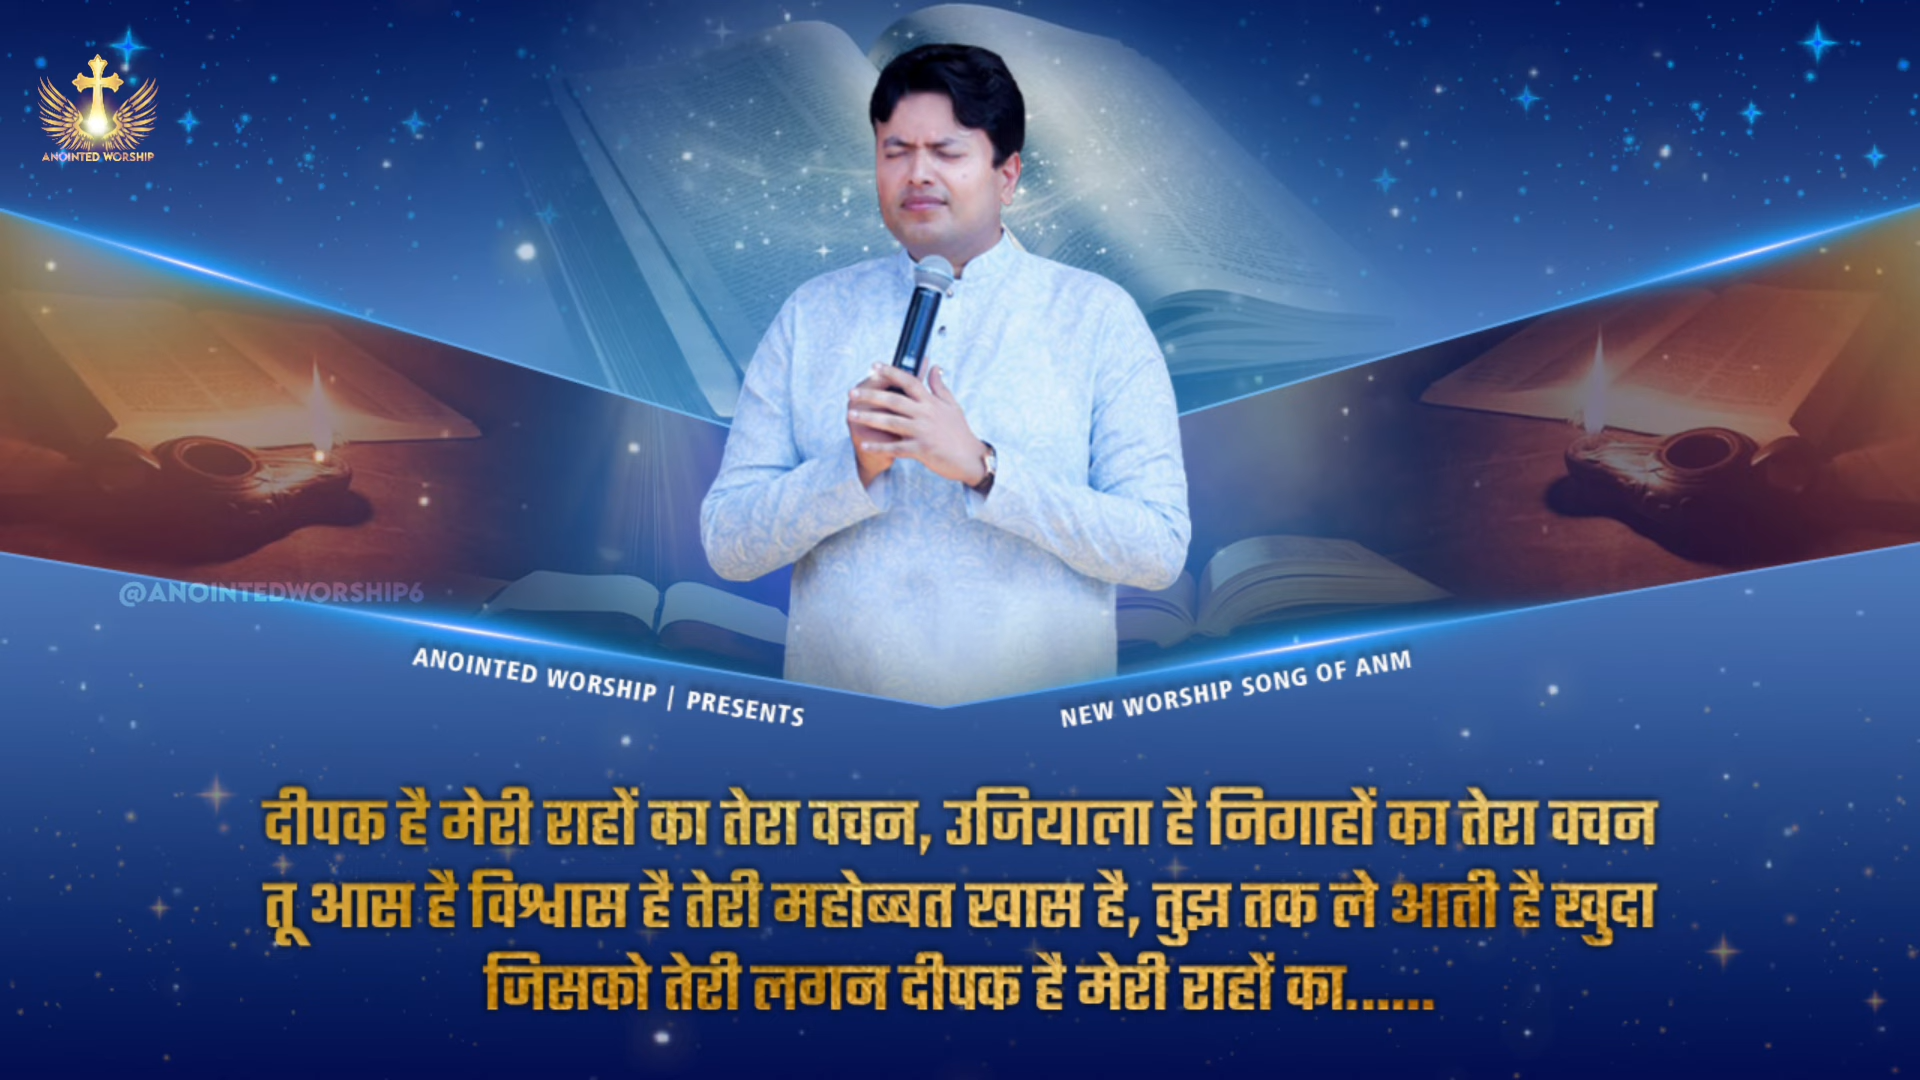 ANOINTED WORSHIP
@ANOINTEDWORSHIP6
ANOINTED WORSHIP | PRESENTS
NEW WORSHIP SONG OF ANM
दीपक है मेरी राहों का तेरा वचन, उजियाला है निगाहों का तेरा वचन
तू आस है विश्वास है तेरी महोब्बत खास है, तुझ तक ले आती है खुदा
जिसको तेरी लगन दीपक है मेरी राहों का......